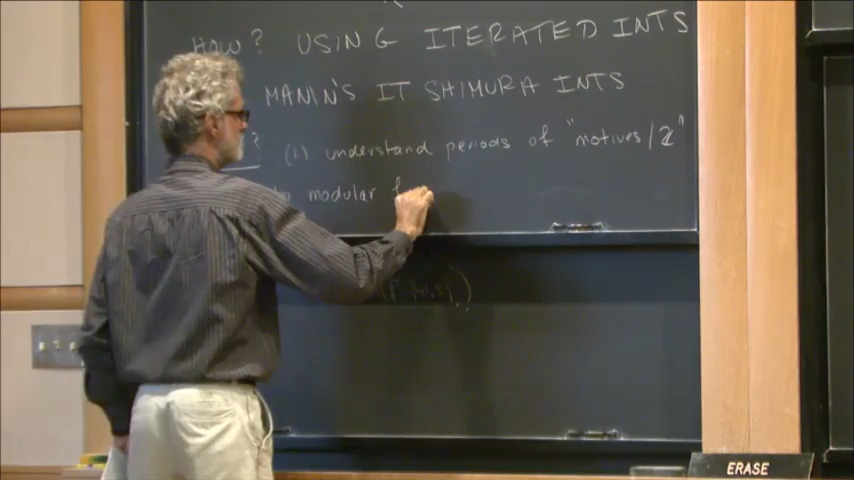 HOW? USING ITERATED INTS
MANIN'S IT SHIMURA INTS
? (1) understand periods of "motives/Z"
modular f
ERASE